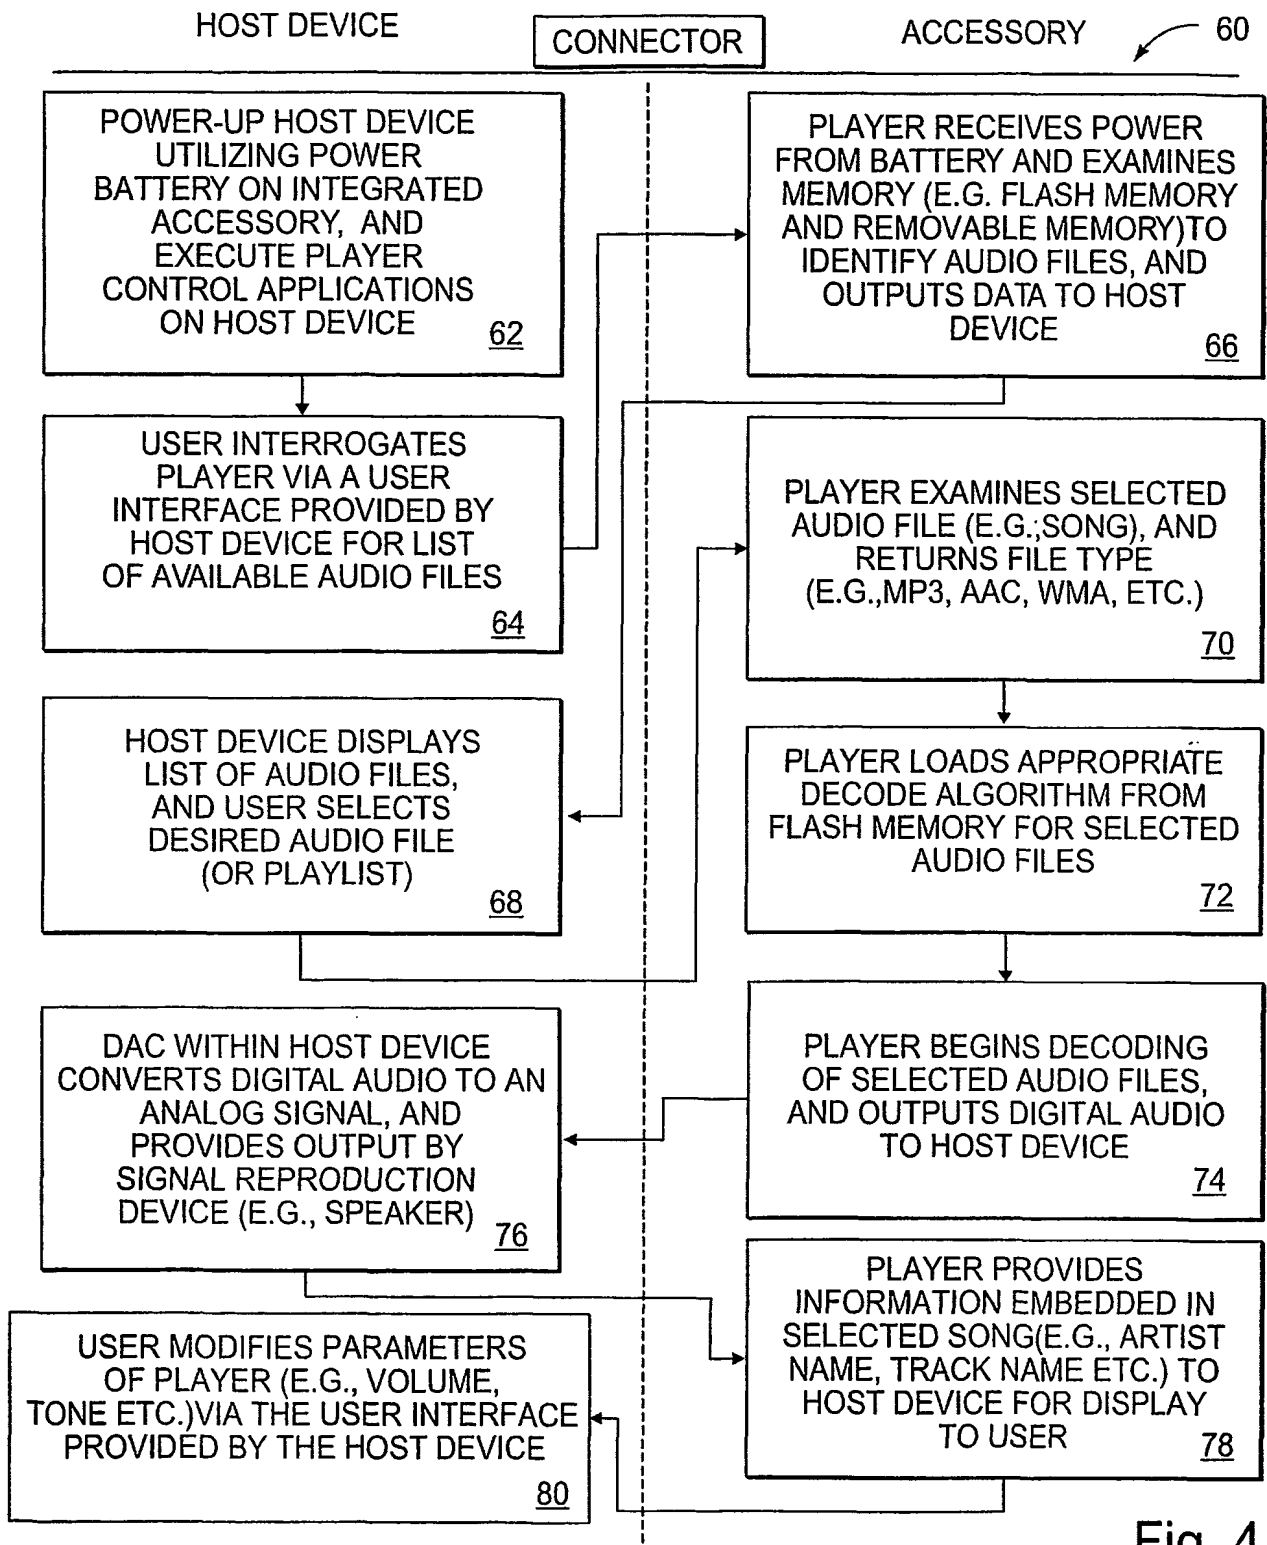 HOST DEVICE
CONNECTOR
ACCESSORY
60
POWER-UP HOST DEVICE
UTILIZING POWER
BATTERY ON INTEGRATED
ACCESSORY, AND
EXECUTE PLAYER
CONTROL APPLICATIONS
ON HOST DEVICE
62
USER INTERROGATES
PLAYER VIA A USER
INTERFACE PROVIDED BY
HOST DEVICE FOR LIST
OF AVAILABLE AUDIO FILES
64
PLAYER RECEIVES POWER
FROM BATTERY AND EXAMINES
MEMORY (E.G. FLASH MEMORY
AND REMOVABLE MEMORY)TO
IDENTIFY AUDIO FILES, AND
OUTPUTS DATA TO HOST
DEVICE
66
HOST DEVICE DISPLAYS
LIST OF AUDIO FILES,
AND USER SELECTS
DESIRED AUDIO FILE
(OR PLAYLIST)
68
PLAYER EXAMINES SELECTED
AUDIO FILE (E.G.;SONG), AND
RETURNS FILE TYPE
(E.G.,MP3, AAC, WMA, ETC.)
70
PLAYER LOADS APPROPRIATE
DECODE ALGORITHM FROM
FLASH MEMORY FOR SELECTED
AUDIO FILES
72
PLAYER BEGINS DECODING
OF SELECTED AUDIO FILES,
AND OUTPUTS DIGITAL AUDIO
TO HOST DEVICE
74
DAC WITHIN HOST DEVICE
CONVERTS DIGITAL AUDIO TO AN
ANALOG SIGNAL, AND
PROVIDES OUTPUT BY
SIGNAL REPRODUCTION
DEVICE (E.G., SPEAKER)
76
PLAYER PROVIDES
INFORMATION EMBEDDED IN
SELECTED SONG(E.G., ARTIST
NAME, TRACK NAME ETC.) TO
HOST DEVICE FOR DISPLAY
TO USER
78
USER MODIFIES PARAMETERS
OF PLAYER (E.G., VOLUME,
TONE ETC.)VIA THE USER INTERFACE
PROVIDED BY THE HOST DEVICE
80
Fig. 4